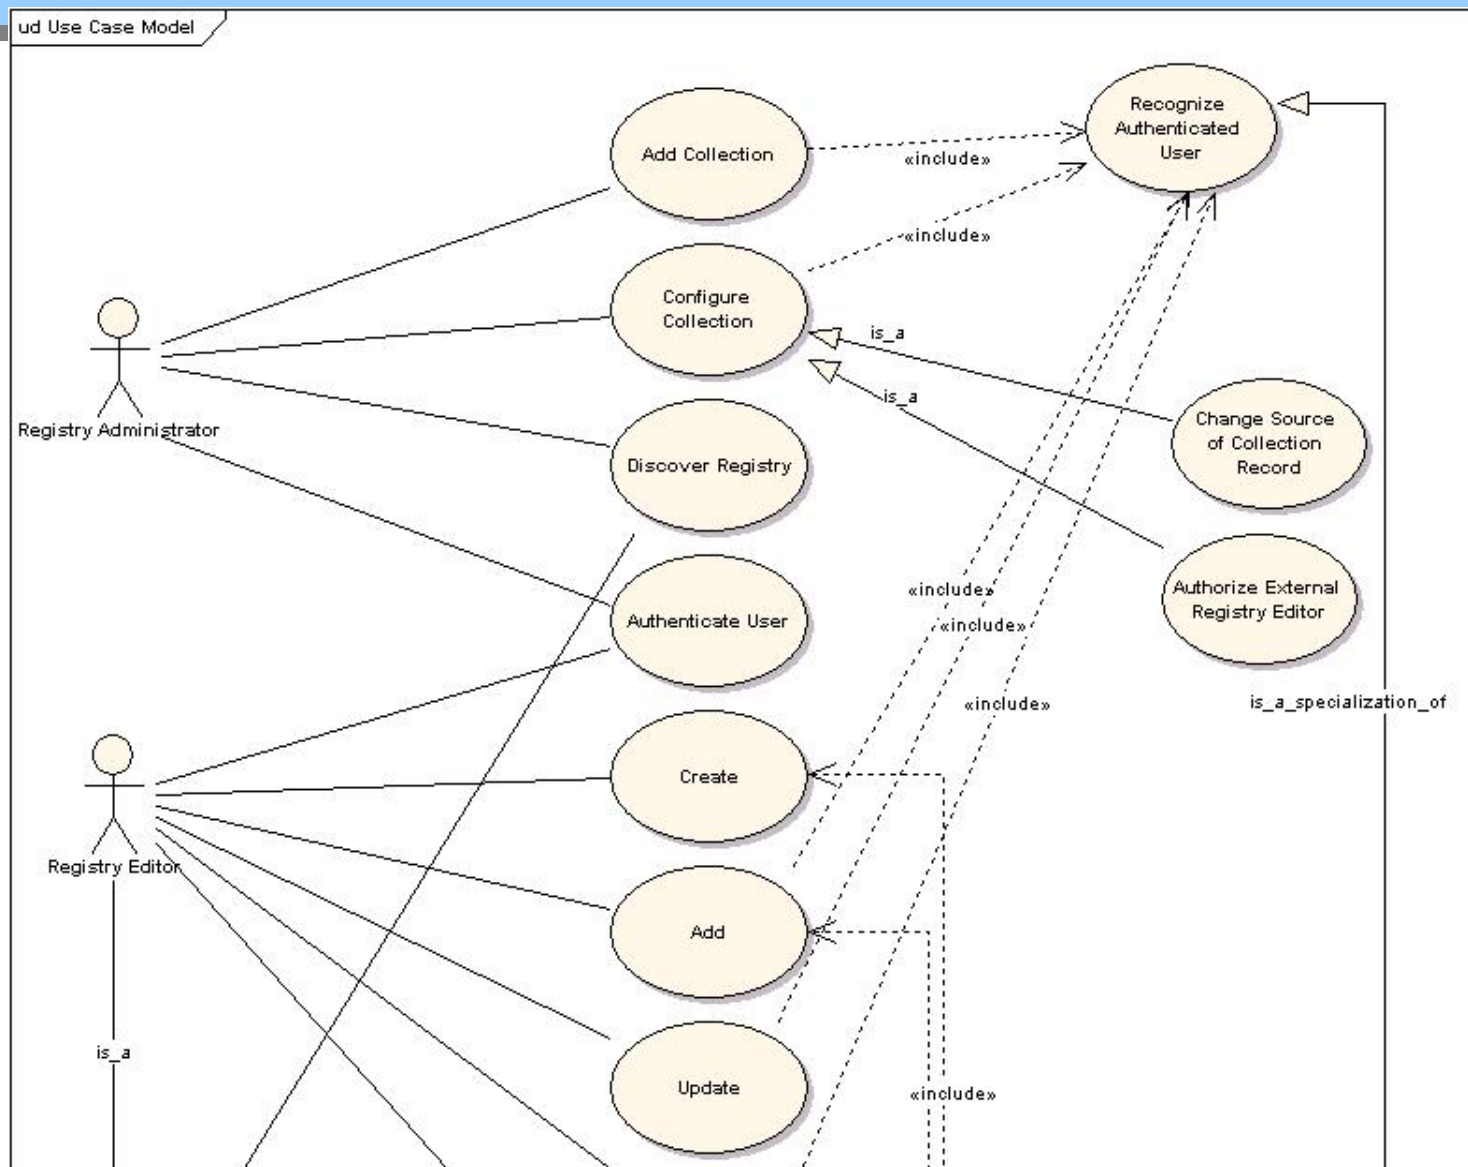 ud Use Case Model
Recognize
Authenticated
User
Add Collection
«include»
«include»
Configure
Collection
is_a
is_a
Change Source
of Collection
Record
Registry Administrator
Discover Registry
Authenticate User
«include»
«include»
Authorize External
Registry Editor
«include»
is_a_specialization_of
Create
Registry Editor
Add
is_a
Update
«include»